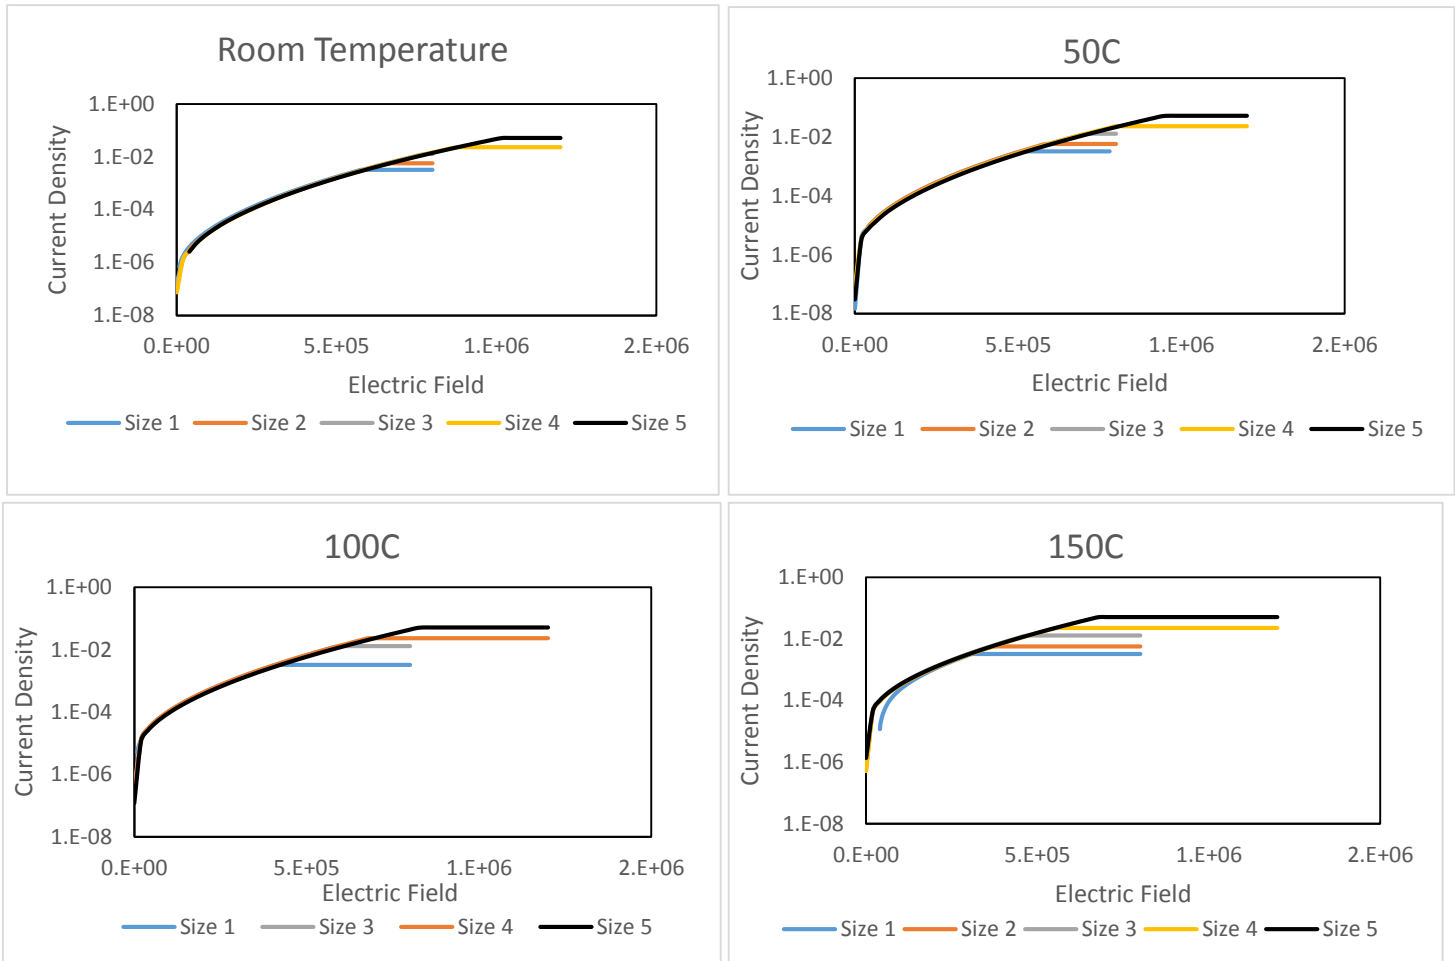 Room Temperature
Current Density
1.E+00
1.E-02
1.E-04
1.E-06
1.E-08
0.E+00 5.E+05 1.E+06 2.E+06
Electric Field
Size 1 Size 2 Size 3 Size 4 Size 5
50C
Current Density
1.E+00
1.E-02
1.E-04
1.E-06
1.E-08
0.E+00 5.E+05 1.E+06 2.E+06
Electric Field
Size 1 Size 2 Size 3 Size 4 Size 5
100C
Current Density
1.E+00
1.E-02
1.E-04
1.E-06
1.E-08
0.E+00 5.E+05 1.E+06 2.E+06
Electric Field
Size 1 Size 3 Size 4 Size 5
150C
Current Density
1.E+00
1.E-02
1.E-04
1.E-06
1.E-08
0.E+00 5.E+05 1.E+06 2.E+06
Electric Field
Size 1 Size 2 Size 3 Size 4 Size 5